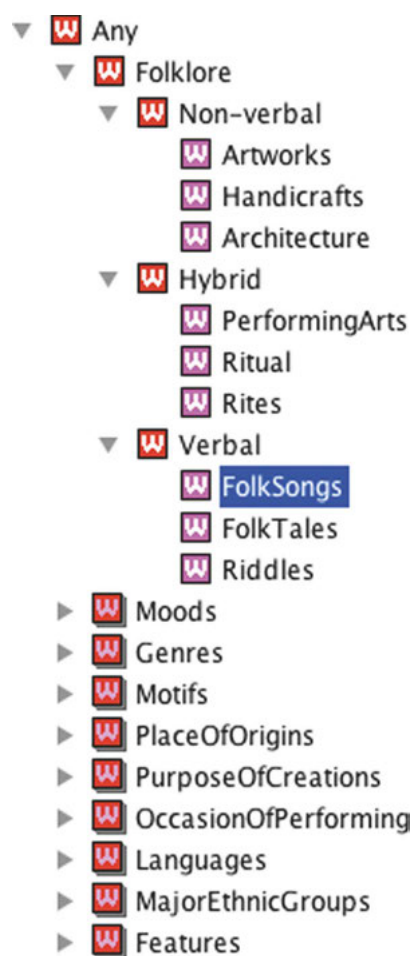 Any
Folklore
Non-verbal
Artworks
Handicrafts
Architecture
Hybrid
PerformingArts
Ritual
Rites
Verbal
FolkSongs
FolkTales
Riddles
Moods
Genres
Motifs
PlaceOfOrigins
PurposeOfCreations
OccasionOfPerforming
Languages
MajorEthnicGroups
Features